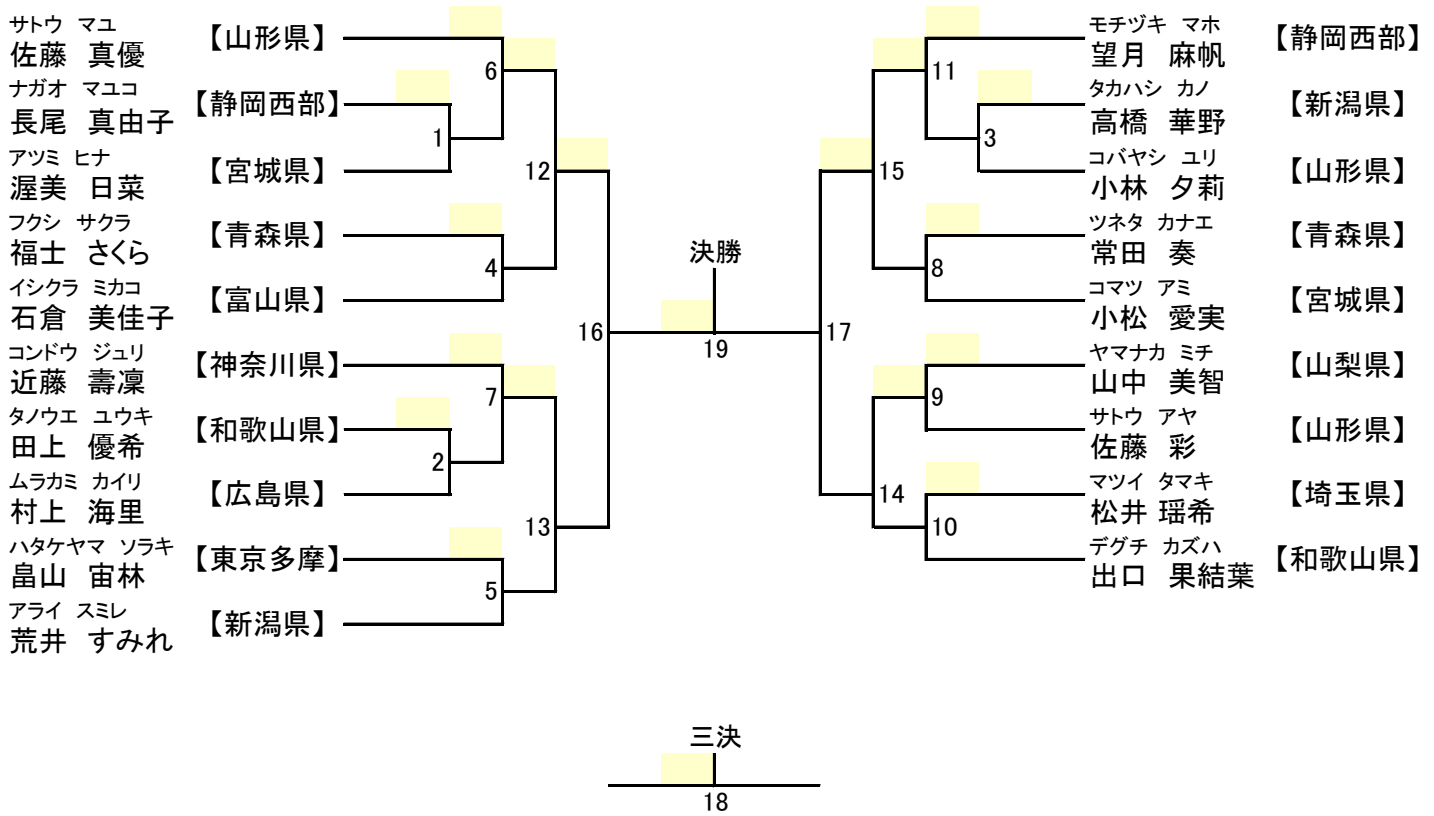 サトウ マユ
佐藤 真優 【山形県】
ナガオ マユコ
長尾 真由子 【静岡西部】
アツミ ヒナ
渥美 日菜 【宮城県】
フクシ サクラ
福士 さくら 【青森県】
イシクラ ミカコ
石倉 美佳子 【富山県】
コンドウ ジュリ
近藤 壽凜 【神奈川県】
タノウエ ユウキ
田上 優希 【和歌山県】
ムラカミ カイリ
村上 海里 【広島県】
ハタケヤマ ソラキ
畠山 宙林 【東京多摩】
アライ スミレ
荒井 すみれ 【新潟県】
6
1
12
4
16
7
2
13
5
決勝
19
モチヅキ マホ
望月 麻帆 【静岡西部】
タカハシ カノ
高橋 華野 【新潟県】
コバヤシ ユリ
小林 夕莉 【山形県】
ツネタ カナエ
常田 奏 【青森県】
コマツ アミ
小松 愛実 【宮城県】
ヤマナカ ミチ
山中 美智 【山梨県】
サトウ アヤ
佐藤 彩 【山形県】
マツイ タマキ
松井 瑶希 【埼玉県】
デグチ カズハ
出口 果結葉 【和歌山県】
11
3
15
8
17
9
14
10
三決
18